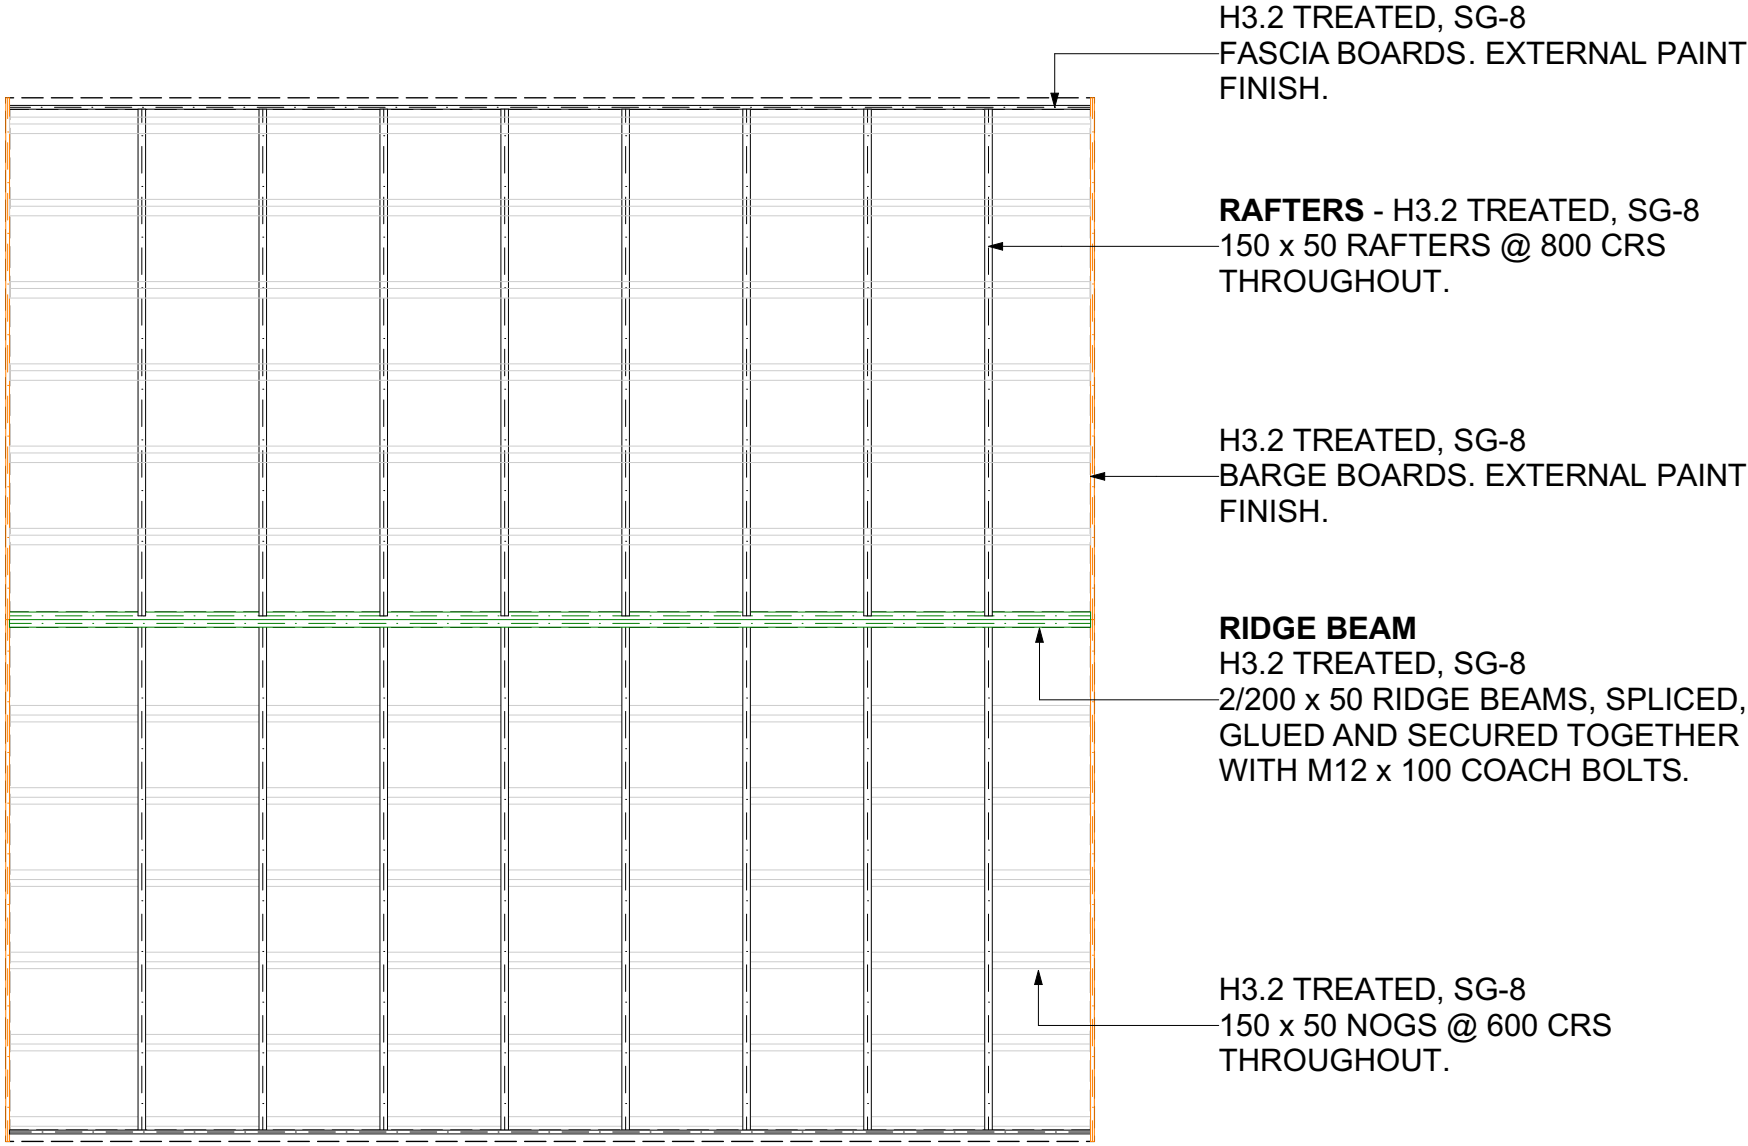 H3.2 TREATED, SG-8
FASCIA BOARDS. EXTERNAL PAINT
FINISH.
RAFTERS - H3.2 TREATED, SG-8
150 x 50 RAFTERS @ 800 CRS
THROUGHOUT.
H3.2 TREATED, SG-8
BARGE BOARDS. EXTERNAL PAINT
FINISH.
RIDGE BEAM
H3.2 TREATED, SG-8
2/200 x 50 RIDGE BEAMS, SPLICED,
GLUED AND SECURED TOGETHER
WITH M12 x 100 COACH BOLTS.
H3.2 TREATED, SG-8
150 x 50 NOGS @ 600 CRS
THROUGHOUT.